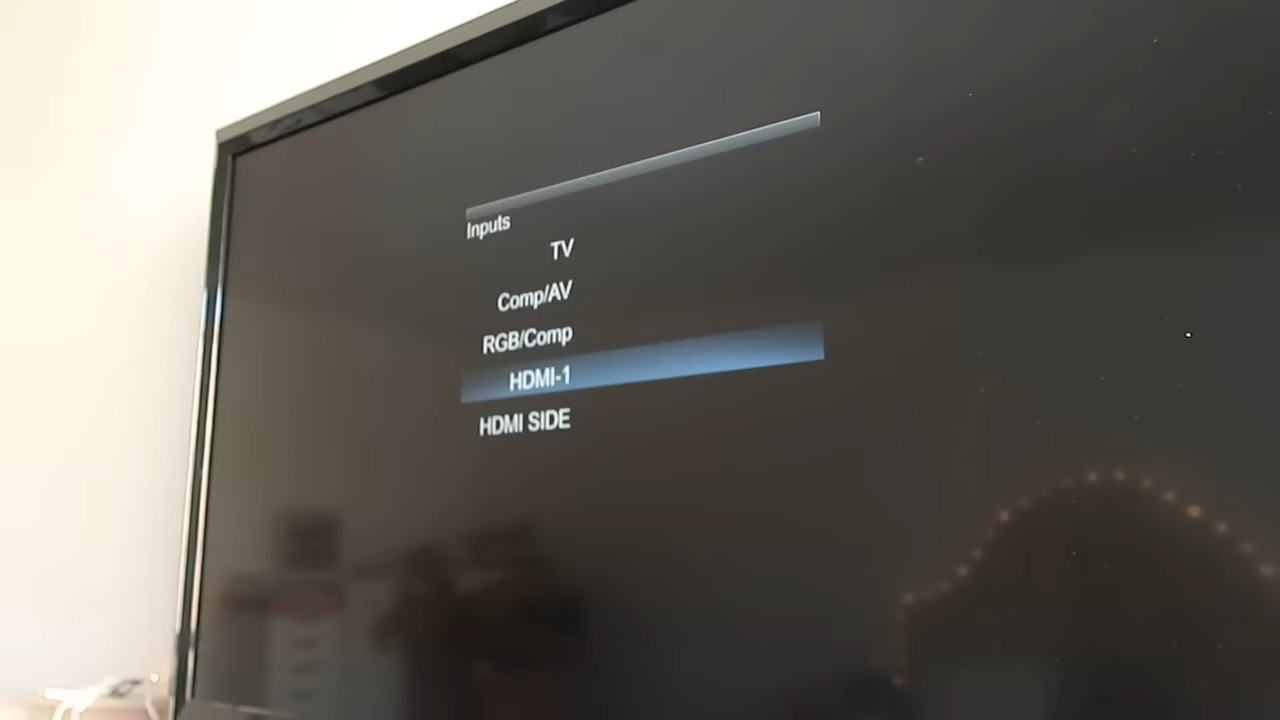 Inputs
TV
Comp/AV
RGB/Comp
HDMI-1
HDMI SIDE